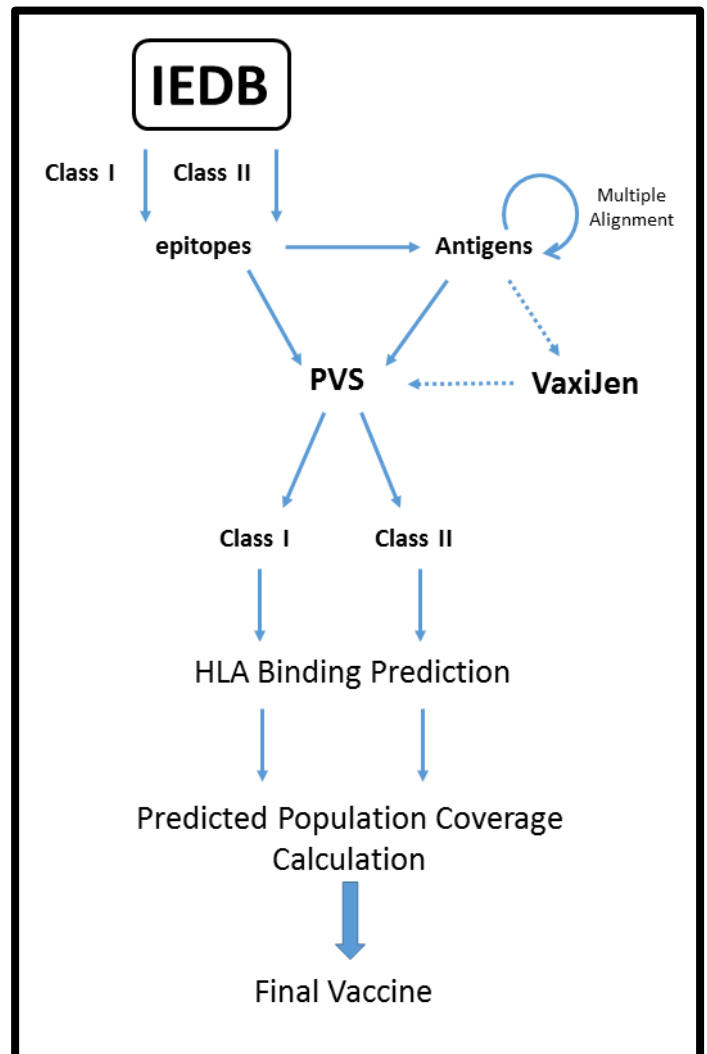 IEDB
Class I
Class II
Multiple
Alignment
epitopes
Antigens
PVS
VaxiJen
Class I
Class II
HLA Binding Prediction
Predicted Population Coverage
Calculation
Final Vaccine